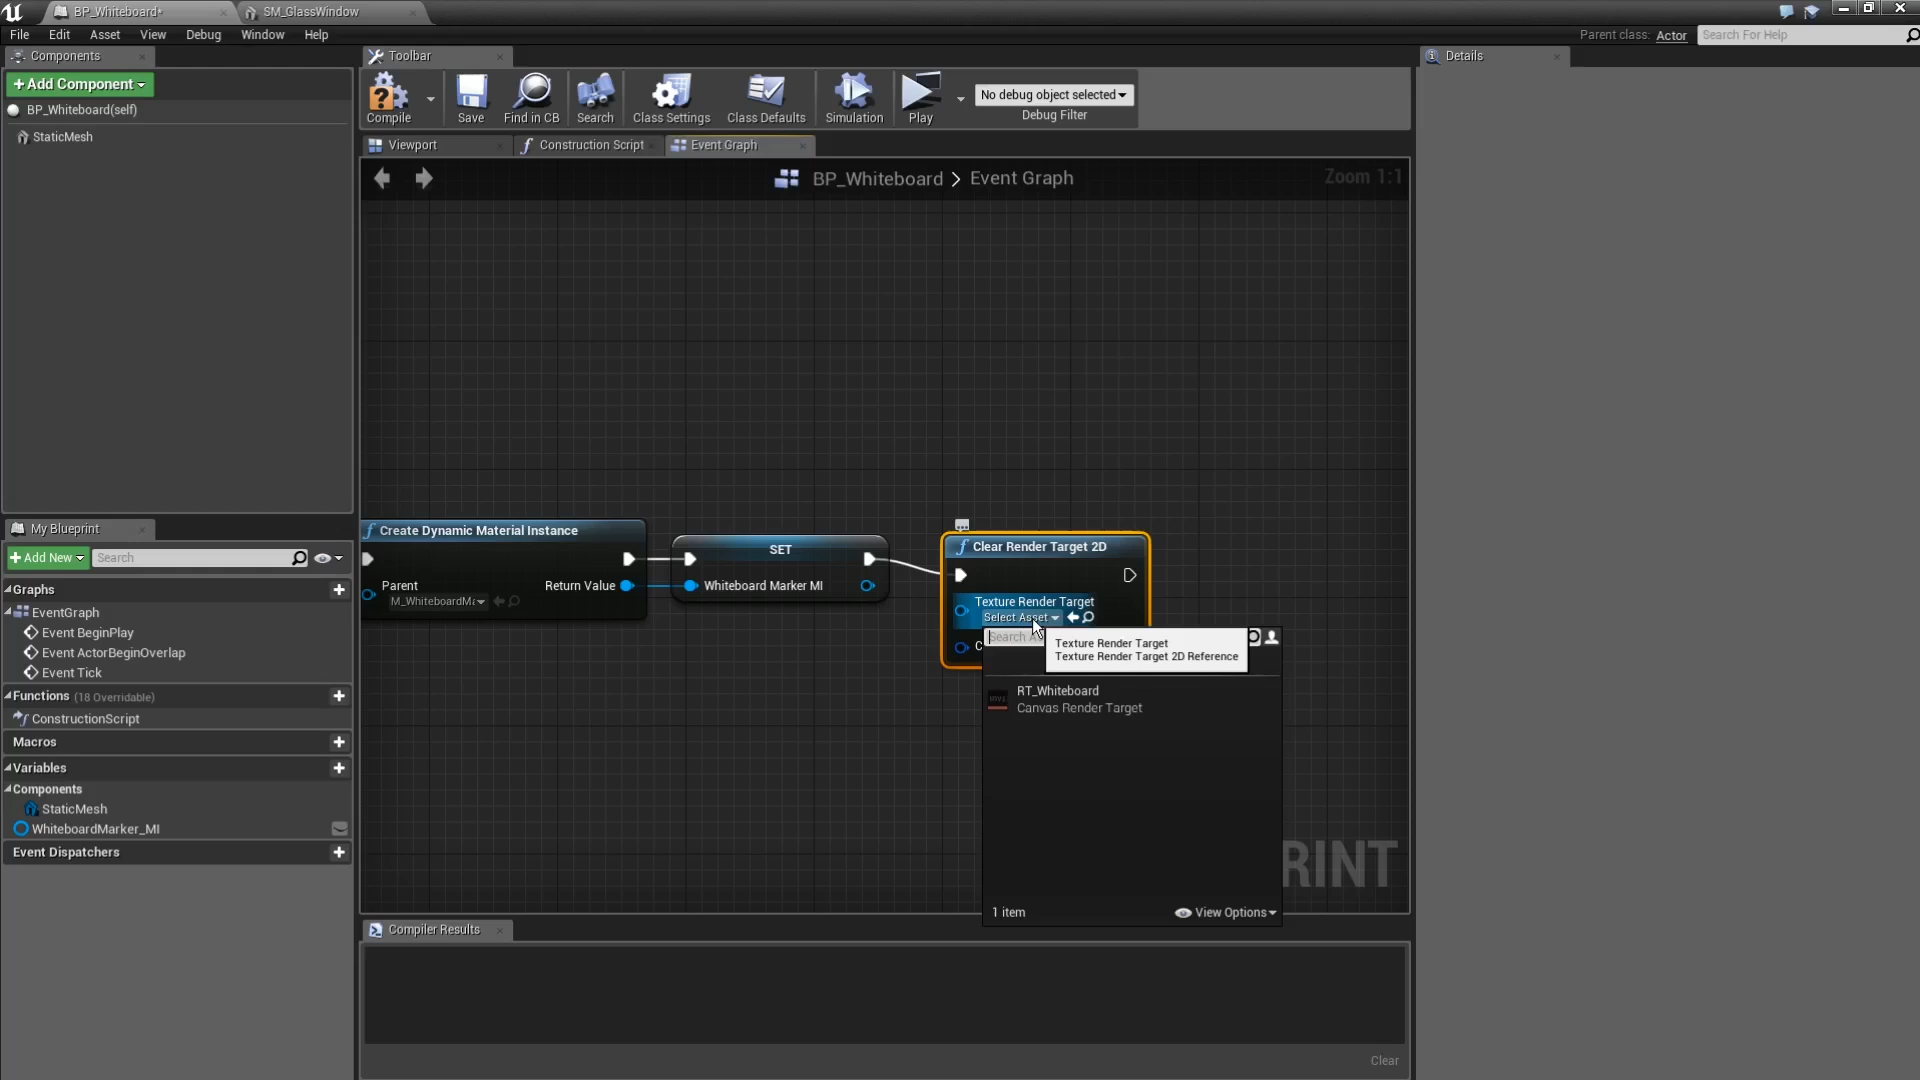 BP_Whiteboard*
SM_GlassWindow
File Edit Asset View Debug Window Help
Parent class: Actor
Search For Help
Components
+Add Component
BP_Whiteboard(self)
StaticMesh
Toolbar
Compile
Save
Find in CB
Search
Class Settings
Class Defaults
Simulation
Play
No debug object selected
Debug Filter
Details
Viewport
Construction Script
Event Graph
BP_Whiteboard > Event Graph
Zoom 1:1
Create Dynamic Material Instance
Parent
Return Value
SET
Whiteboard Marker MI
Clear Render Target 2D
Texture Render Target
Select Asset
C
Texture Render Target
Texture Render Target 2D Reference
RT_Whiteboard
Canvas Render Target
1 item
View Options
RINT
My Blueprint
+Add New
Search
Graphs
EventGraph
Event BeginPlay
Event ActorBeginOverlap
Event Tick
Functions (18 Overridable)
ConstructionScript
Macros
Variables
Components
StaticMesh
WhiteboardMarker_MI
Event Dispatchers
Compiler Results
Clear